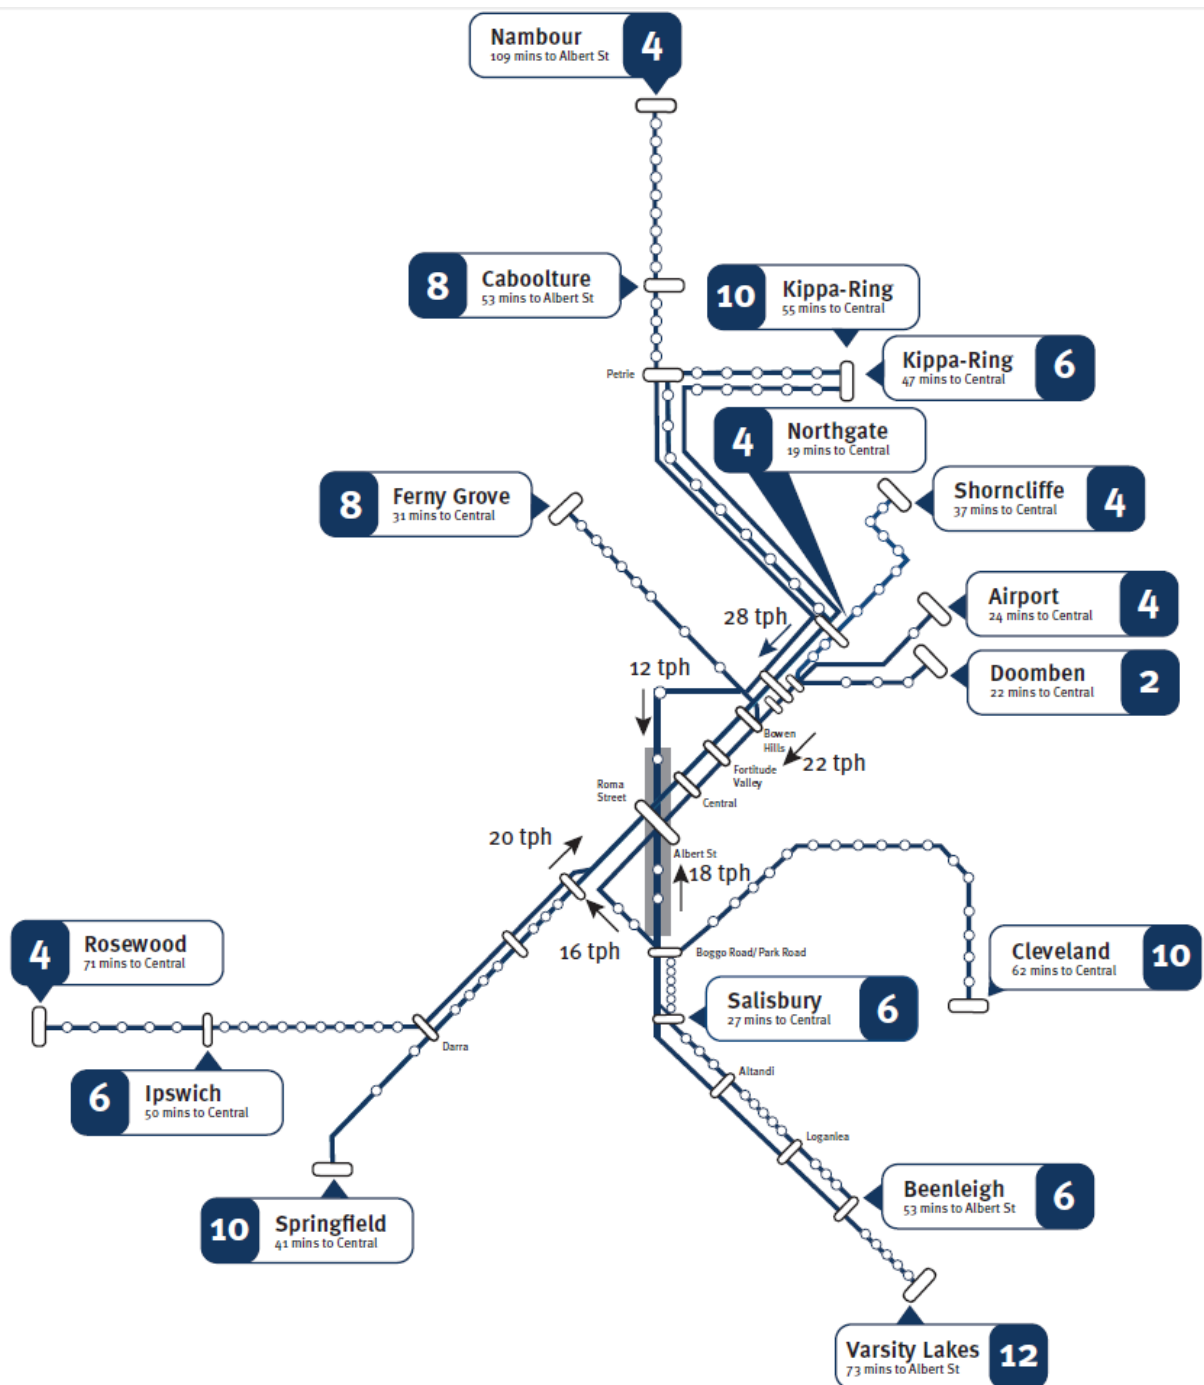 Nambour
109 mins to Albert St
4
8
Caboolture
53 mins to Albert St
10
Kippa-Ring
55 mins to Central
Kippa-Ring
47 mins to Central
6
Petrie
4
Northgate
19 mins to Central
8
Ferny Grove
31 mins to Central
Shorncliffe
37 mins to Central
4
Airport
24 mins to Central
4
28 tph
12 tph
Doomben
22 mins to Central
2
Bowen
Hills
22 tph
Fortitude
Valley
Roma
Street
Central
20 tph
Albert St
18 tph
4
Rosewood
71 mins to Central
16 tph
Boggo Road/Park Road
Cleveland
62 mins to Central
10
Salisbury
27 mins to Central
6
Darra
Altandi
6
Ipswich
50 mins to Central
Loganlea
Beenleigh
53 mins to Albert St
6
10
Springfield
41 mins to Central
Varsity Lakes
73 mins to Albert St
12